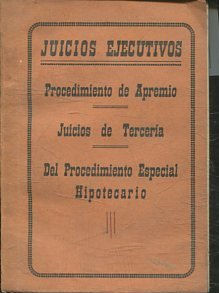 JUICIOS EJECUTIVOS
Procedimiento de Apremio
Juicios de Tercería
Del Procedimiento Especial
Hipotecario